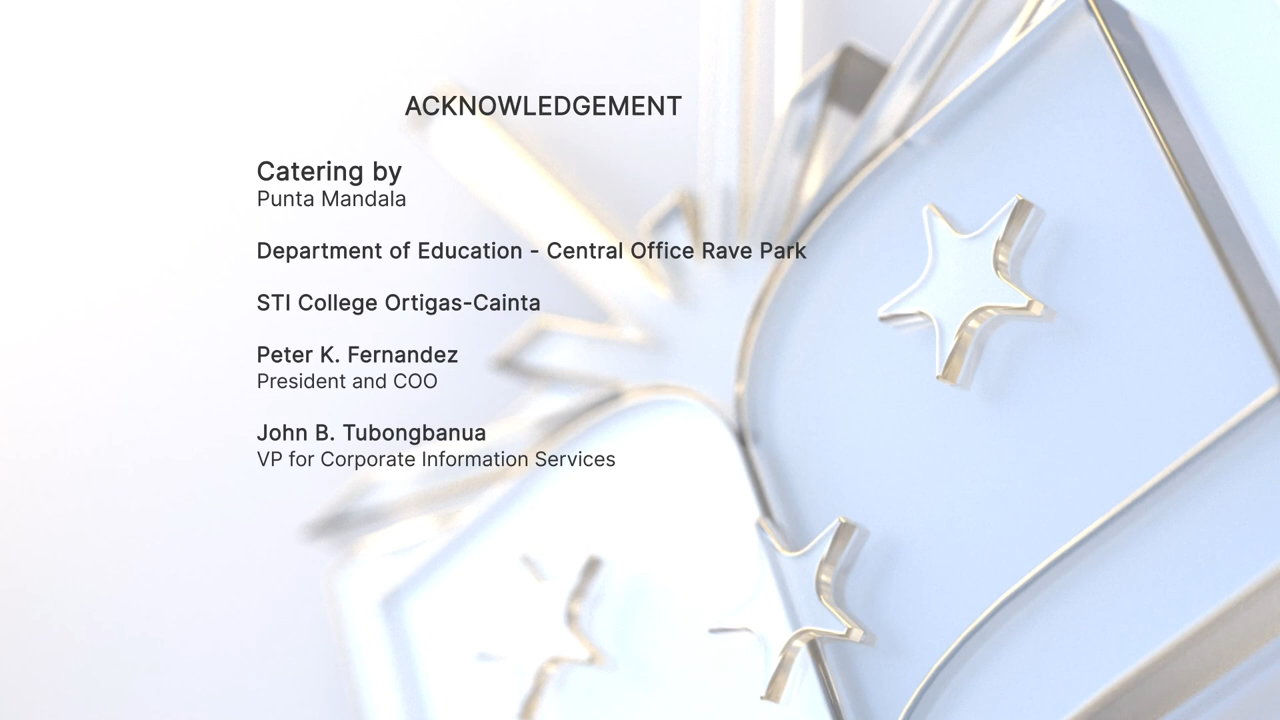 ACKNOWLEDGEMENT
Catering by
Punta Mandala
Department of Education - Central Office Rave Park
STI College Ortigas-Cainta
Peter K. Fernandez
President and COO
John B. Tubongbanua
VP for Corporate Information Services